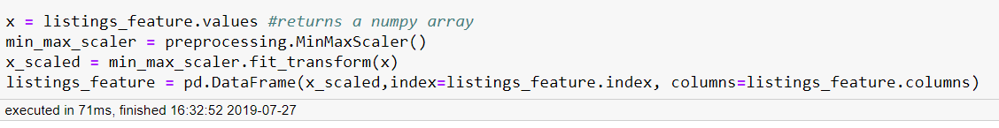 x = listings_feature.values #returns a numpy array
min_max_scaler = preprocessing.MinMaxScaler()
x_scaled = min_max_scaler.fit_transform(x)
listings_feature = pd.DataFrame(x_scaled,index=listings_feature.index, columns=listings_feature.columns)
executed in 71ms, finished 16:32:52 2019-07-27